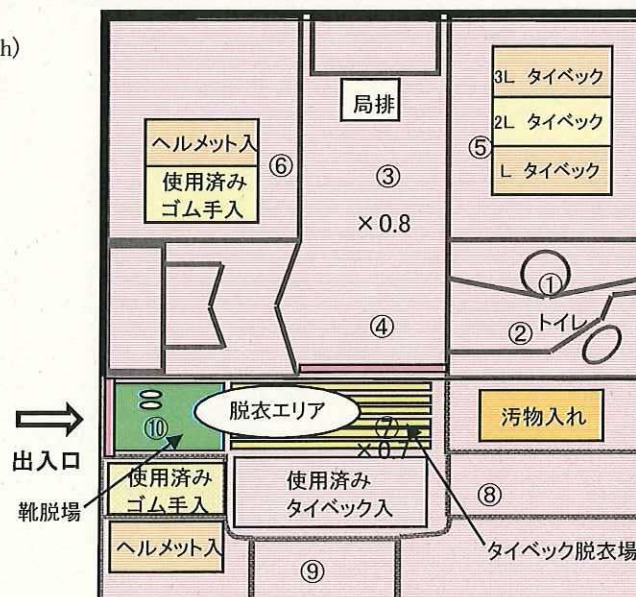 h)
局排
3L タイベック
2L タイベック
L タイベック
⑤
ヘルメット入
使用済み
ゴム手入
⑥
③
×0.8
①
④
②
トイレ
出入口
⑩
脱衣エリア
⑦
×0.7
汚物入れ
靴脱場
使用済み
ゴム手入
使用済み
タイベック入
⑧
ヘルメット入
⑨
タイベック脱衣場